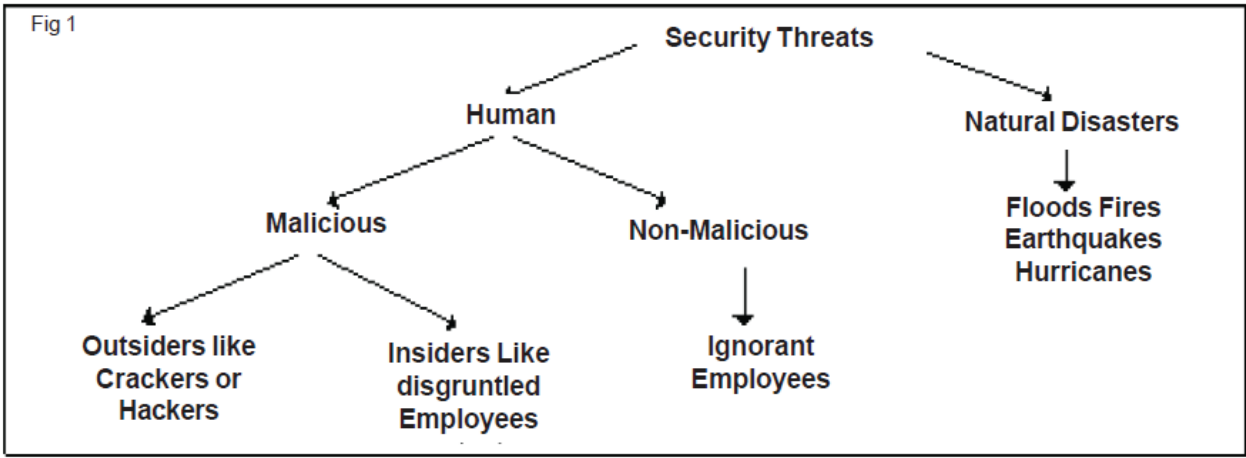 Fig 1
Security Threats
Human
Natural Disasters
Malicious
Non-Malicious
Floods Fires
Earthquakes
Hurricanes
Outsiders like
Crackers or
Hackers
Insiders Like
disgruntled
Employees
Ignorant
Employees